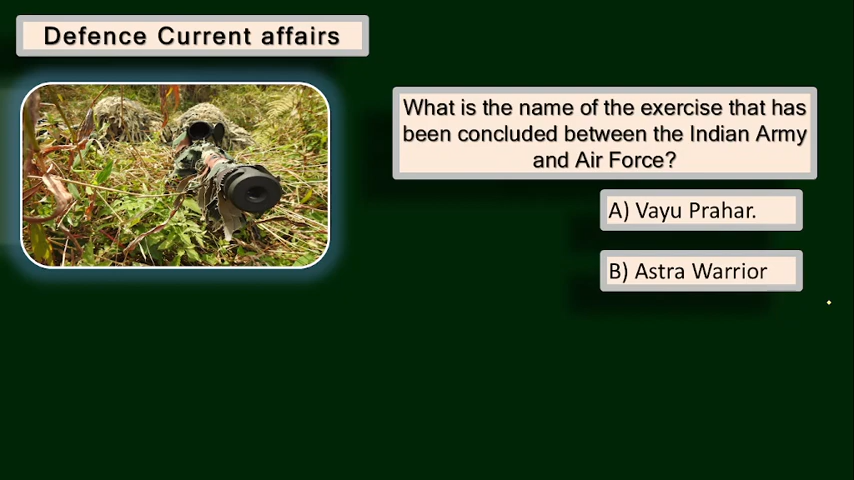 Defence Current affairs
What is the name of the exercise that has
been concluded between the Indian Army
and Air Force?
A) Vayu Prahar.
B) Astra Warrior